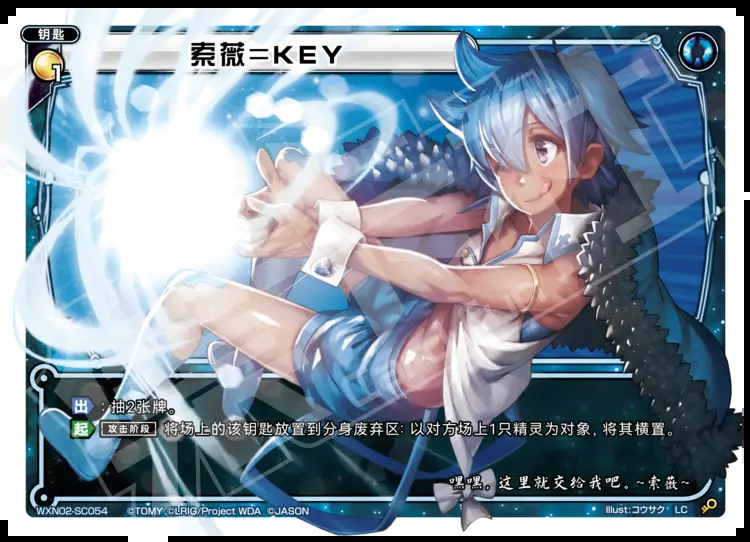 钥匙
索薇=KEY
1
出：抽2张牌。
起 攻击阶段 将场上的该钥匙放置到分身废弃区：以对方场上1只精灵为对象，将其横置。
嘿嘿，这里就交给我吧。~索薇~
WXN02-SC054 ©TOMY ©LRIG/Project WDA ©JASON Illust:コウサク LC